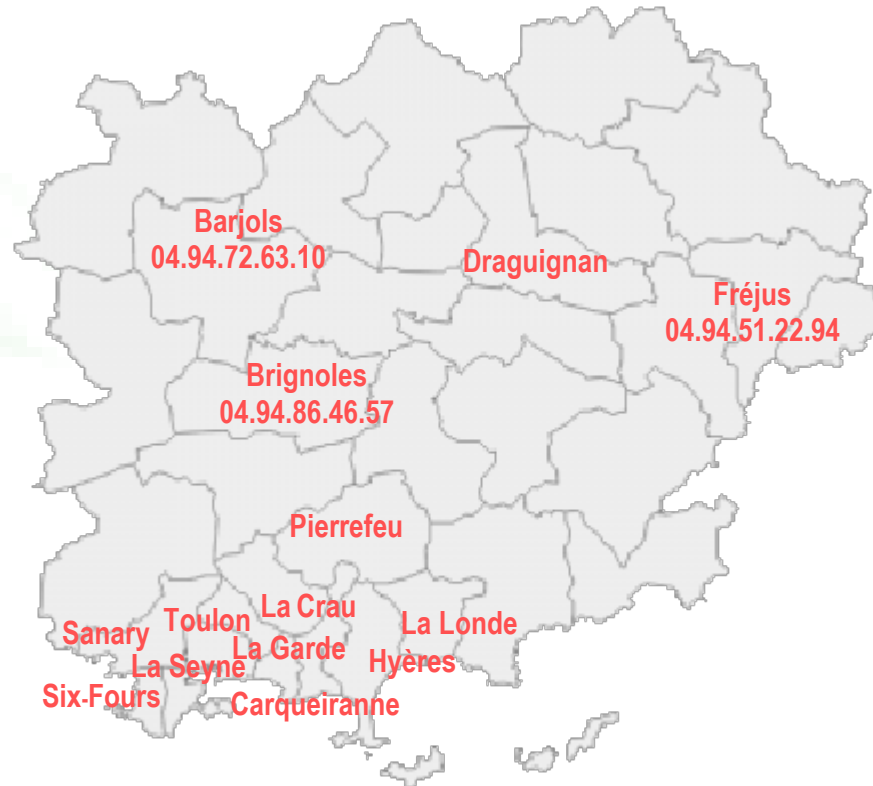 Barjols
04.94.72.63.10
Draguignan
Fréjus
04.94.51.22.94
Brignoles
04.94.86.46.57
Pierrefeu
La Crau
Toulon
La Londe
Sanary
La Garde
Hyères
La Seyne
Six-Fours
Carqueiranne